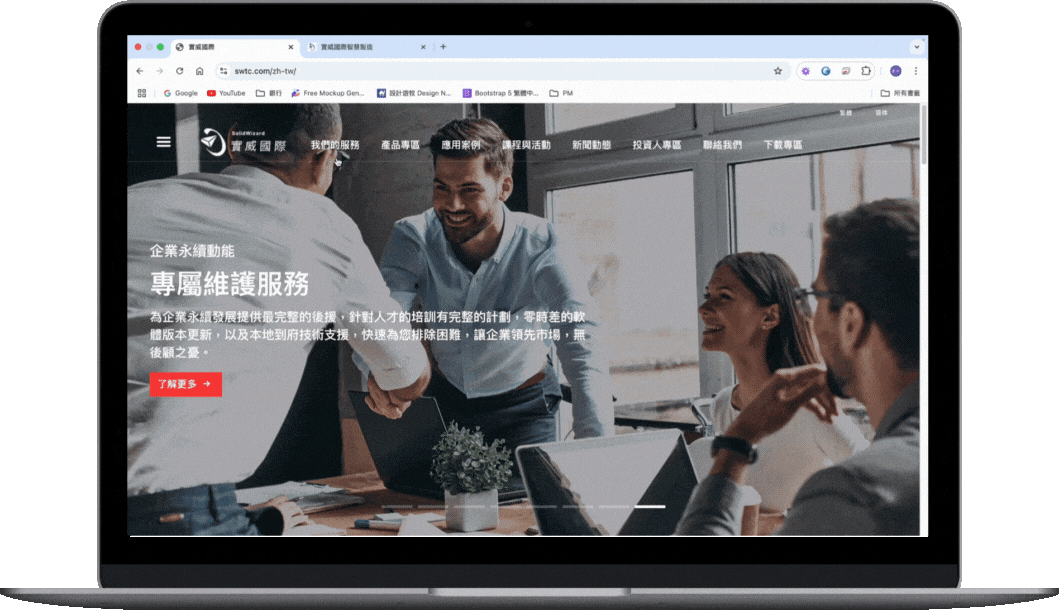 實威國際
實威國際智慧製造
swtc.com/zh-tw/
Google
YouTube
銀行
Free Mockup Gen...
設計遊牧 Design N...
Bootstrap 5 繁體中...
PM
所有書籤
繁體
簡体
SolidWizard
實威國際
我們的服務
產品專區
應用案例
課程與活動
新聞動態
投資人專區
聯絡我們
下載專區
企業永續動能
專屬維護服務
為企業永續發展提供最完整的後援，針對人才的培訓有完整的計劃，零時差的軟
體版本更新，以及本地到府技術支援，快速為您排除困難，讓企業領先市場，無
後顧之憂。
了解更多 →